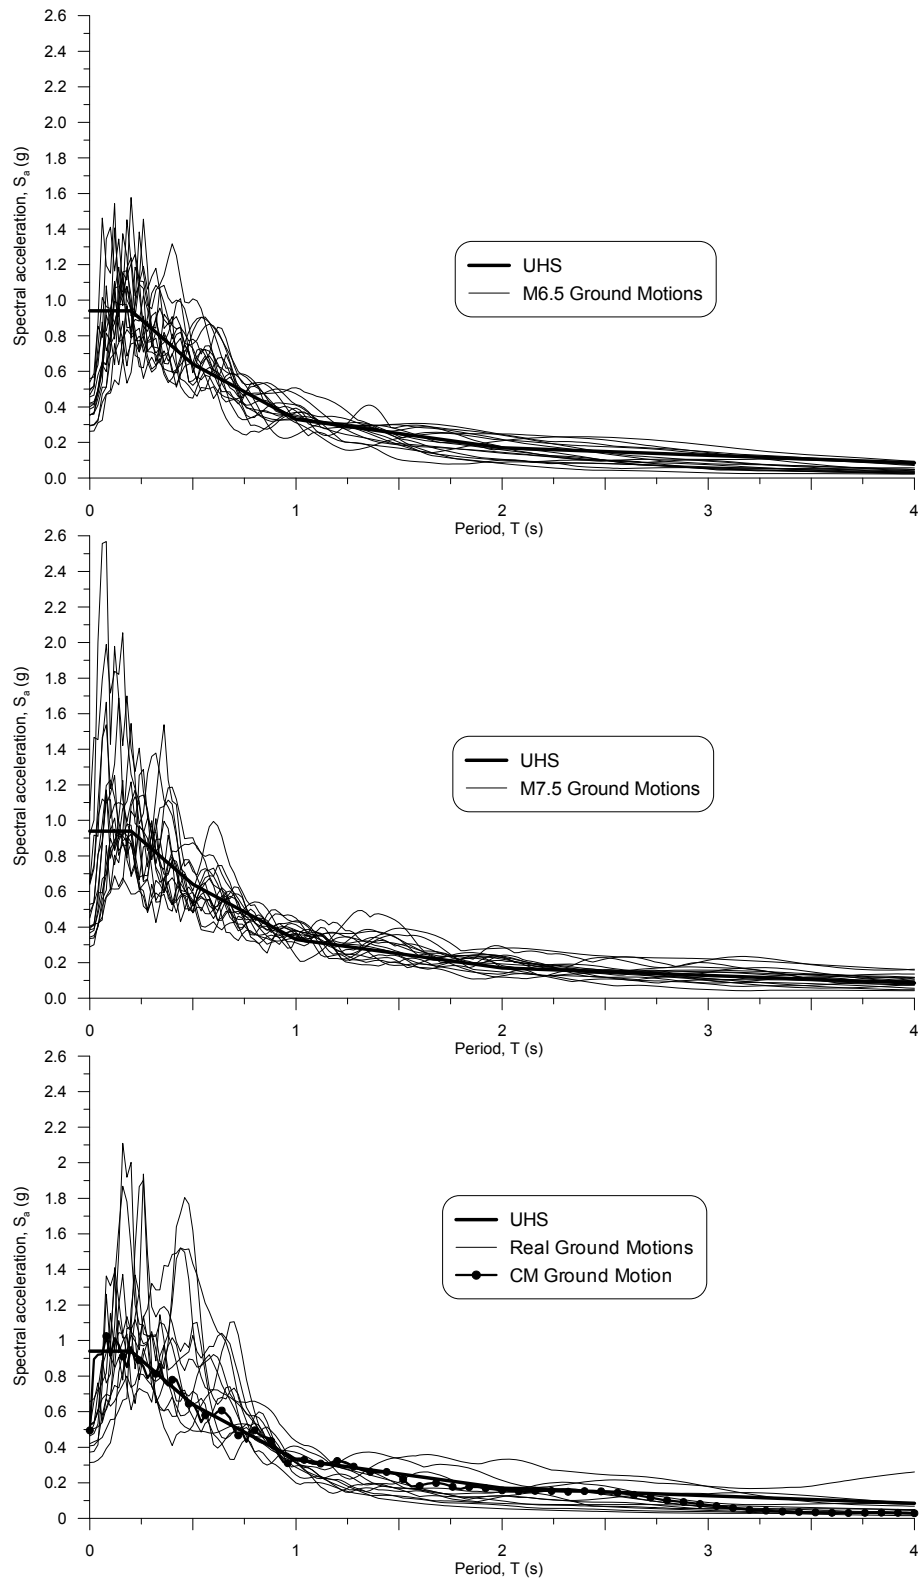 2.6
2.4
2.2
2.0
1.8
1.6
1.4
1.2
1.0
0.8
0.6
0.4
0.2
0.0
Spectral acceleration, Sa (g)
UHS
M6.5 Ground Motions
0 1 2 3 4
Period, T (s)
2.6
2.4
2.2
2.0
1.8
1.6
1.4
1.2
1.0
0.8
0.6
0.4
0.2
0.0
Spectral acceleration, Sa (g)
UHS
M7.5 Ground Motions
0 1 2 3 4
Period, T (s)
2.6
2.4
2.2
2
1.8
1.6
1.4
1.2
1
0.8
0.6
0.4
0.2
0
Spectral acceleration, Sa (g)
UHS
Real Ground Motions
CM Ground Motion
0 1 2 3 4
Period, T (s)